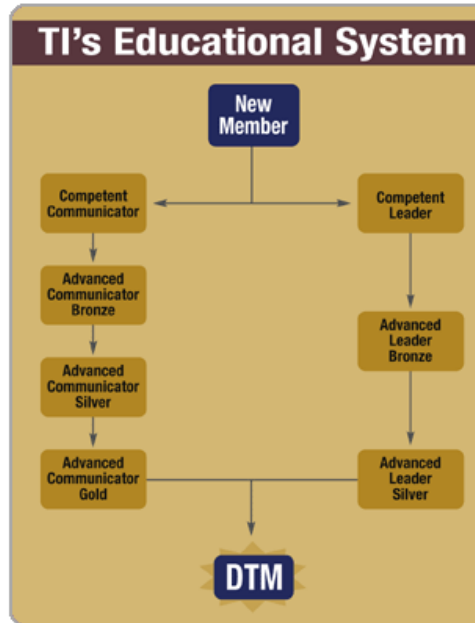 TI's Educational System
New
Member
Competent
Communicator
Competent
Leader
Advanced
Communicator
Bronze
Advanced
Leader
Bronze
Advanced
Communicator
Silver
Advanced
Communicator
Gold
Advanced
Leader
Silver
DTM